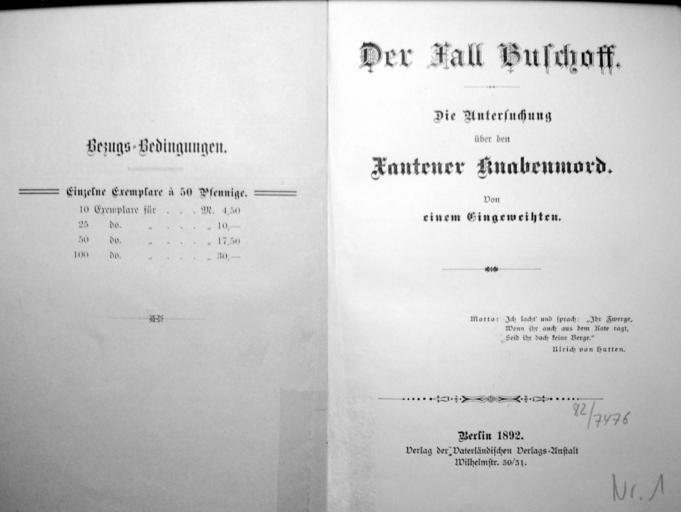 Bezugs-Bedingungen.
Einzelne Exemplare à 50 Pfennige.
10 Exemplare für . . . M. 4,50
25 do. „ . . . „ 10,—
50 do. „ . . . „ 17,50
100 do. „ . . . „ 30,—
Der Fall Buschoff.
Die Untersuchung
über den
Xantener Knabenmord.
Von
einem Eingeweihten.
Motto: Ich lacht' und sprach: „Ihr Zwerge,
Wenn ihr auch aus dem Kote ragt,
Seid ihr doch keine Berge.“
Ulrich von Hutten.
82/7476
Berlin 1892.
Verlag der Vaterländischen Verlags-Anstalt
Wilhelmstr. 30/31.
Nr. 1